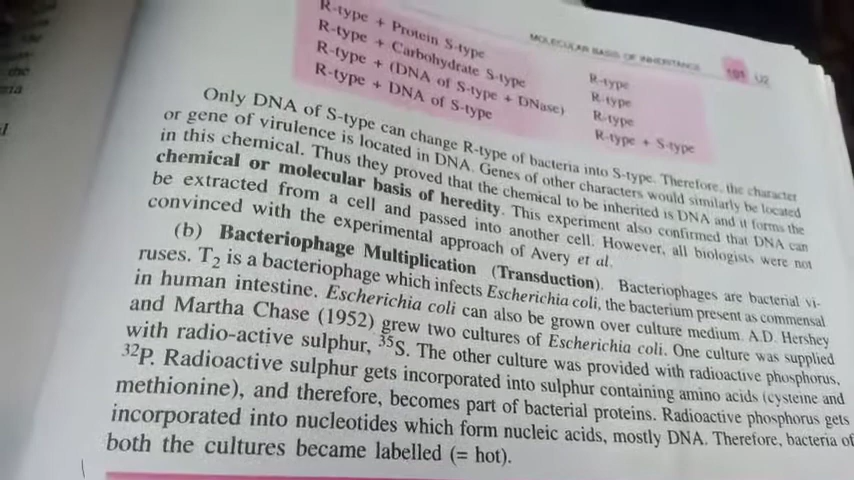 MOLECULAR BASIS OF INHERITANCE 101 U2
R-type + Protein S-type R-type
R-type + Carbohydrate S-type R-type
R-type + (DNA of S-type + DNase) R-type
R-type + DNA of S-type R-type + S-type
Only DNA of S-type can change R-type of bacteria into S-type. Therefore, the character
or gene of virulence is located in DNA. Genes of other characters would similarly be located
in this chemical. Thus they proved that the chemical to be inherited is DNA and it forms the
chemical or molecular basis of heredity. This experiment also confirmed that DNA can
be extracted from a cell and passed into another cell. However, all biologists were not
convinced with the experimental approach of Avery et al.
(b) Bacteriophage Multiplication (Transduction). Bacteriophages are bacterial vi-
ruses. T₂ is a bacteriophage which infects Escherichia coli, the bacterium present as commensal
in human intestine. Escherichia coli can also be grown over culture medium. A.D. Hershey
and Martha Chase (1952) grew two cultures of Escherichia coli. One culture was supplied
with radio-active sulphur, ³⁵S. The other culture was provided with radioactive phosphorus,
³²P. Radioactive sulphur gets incorporated into sulphur containing amino acids (cysteine and
methionine), and therefore, becomes part of bacterial proteins. Radioactive phosphorus gets
incorporated into nucleotides which form nucleic acids, mostly DNA. Therefore, bacteria of
both the cultures became labelled (= hot).